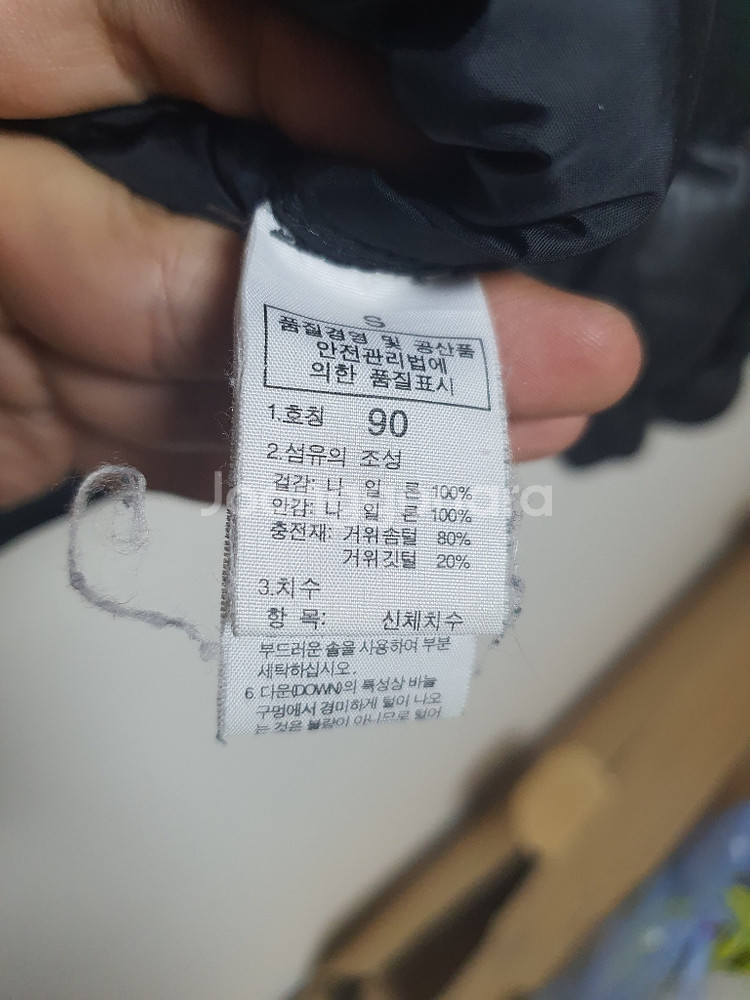 S
품질경영 및 공산품
안전관리법에
의한 품질표시
1.호칭 90
2.섬유의 조성
겉감: 나 일 론 100%
안감: 나 일 론 100%
충전재: 거위솜털 80%
거위깃털 20%
3.치수
항 목: 신체치수
부드러운 솔을 사용하여 부분
세탁하십시오.
6 다운(DOWN)의 특성상 바늘
구멍에서 경미하게 털이 나오
는 것은 불량이 아니므로 털어